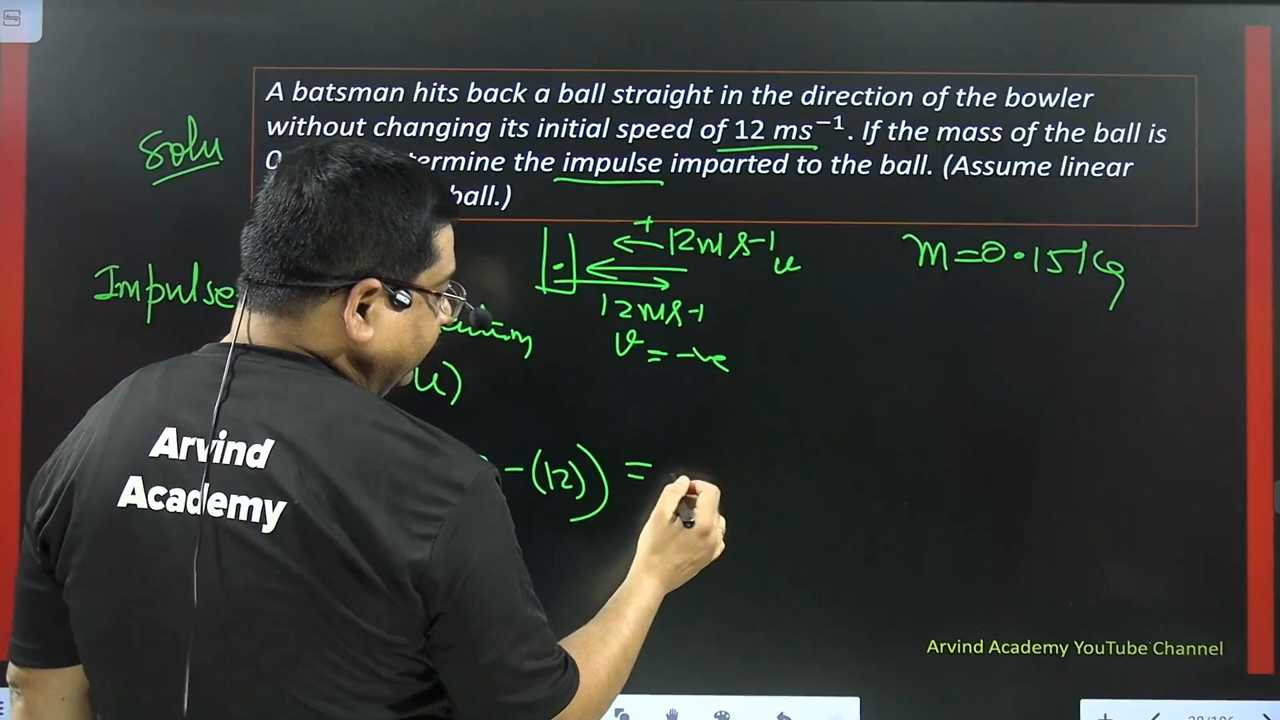 A batsman hits back a ball straight in the direction of the bowler
without changing its initial speed of 12 ms⁻¹. If the mass of the ball is
determine the impulse imparted to the ball. (Assume linear
ball.)
Solu
+
12 m s-1
u
m = 0.15 kg
Impulse
12 m s-1
v = -ve
u)
- (12)) =
Arvind
Academy
Arvind Academy YouTube Channel